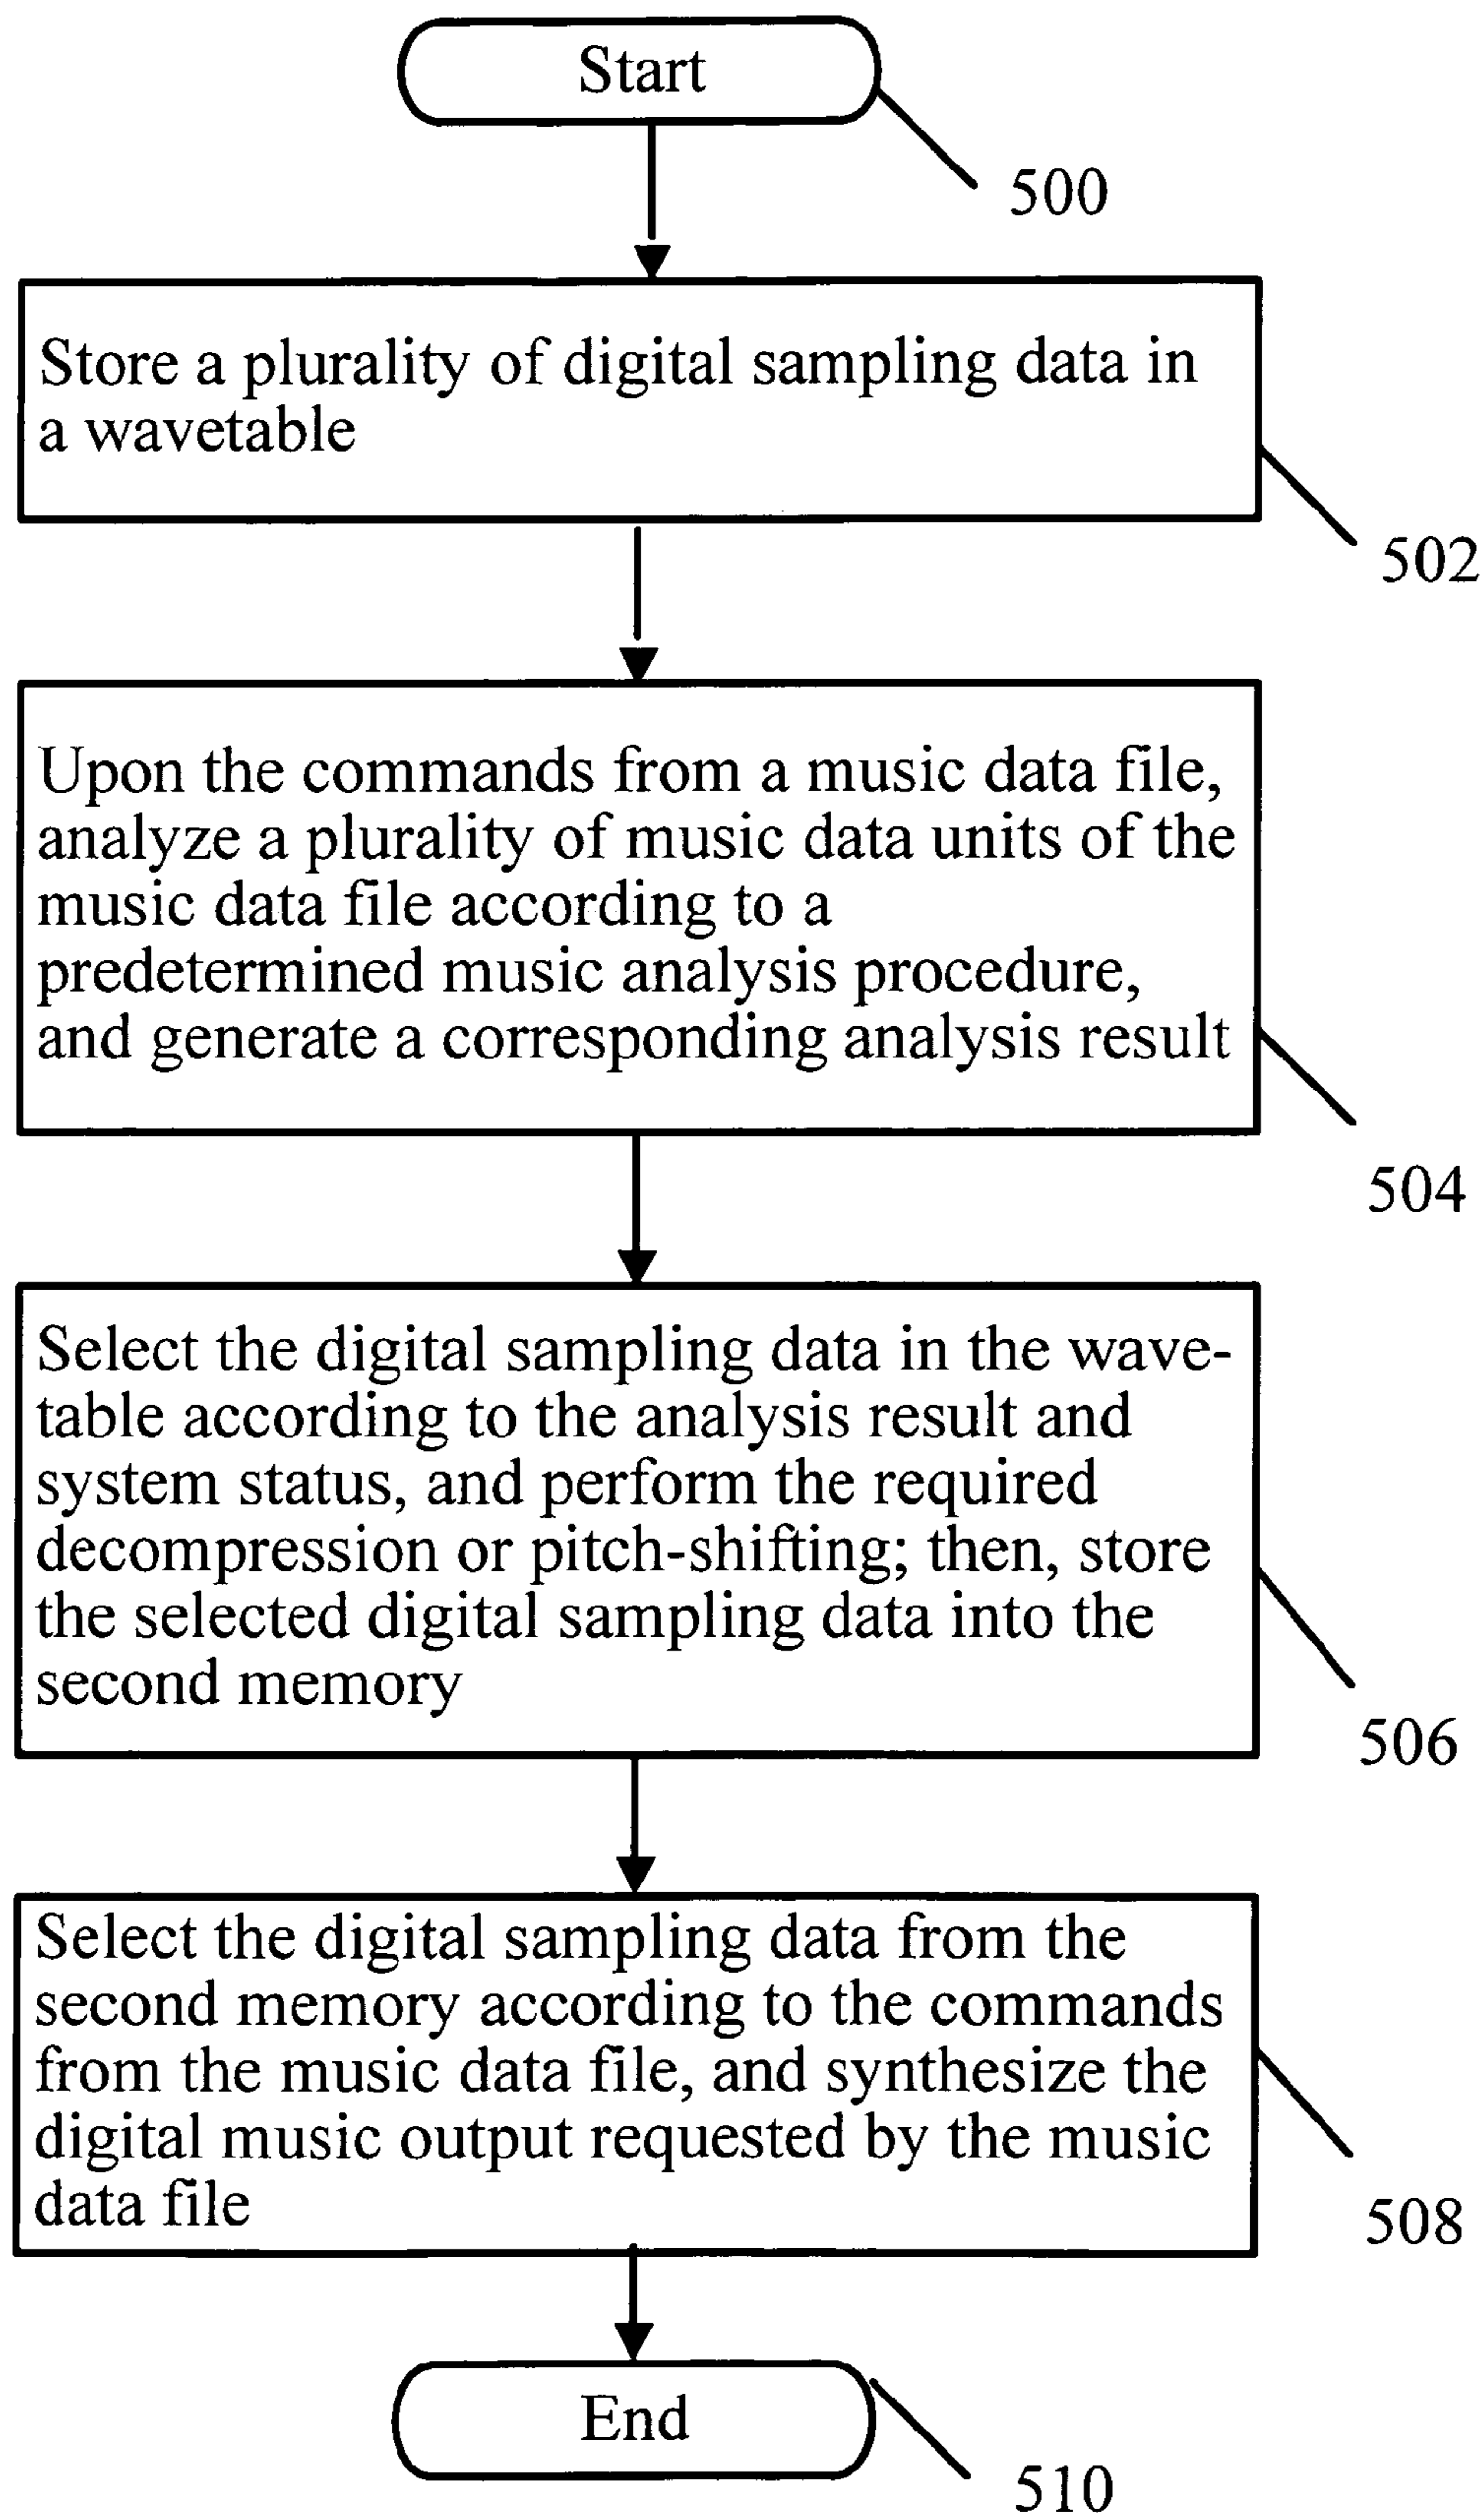 Start
500
Store a plurality of digital sampling data in
a wavetable
502
Upon the commands from a music data file,
analyze a plurality of music data units of the
music data file according to a
predetermined music analysis procedure,
and generate a corresponding analysis result
504
Select the digital sampling data in the wave-
table according to the analysis result and
system status, and perform the required
decompression or pitch-shifting; then, store
the selected digital sampling data into the
second memory
506
Select the digital sampling data from the
second memory according to the commands
from the music data file, and synthesize the
digital music output requested by the music
data file
508
End
510